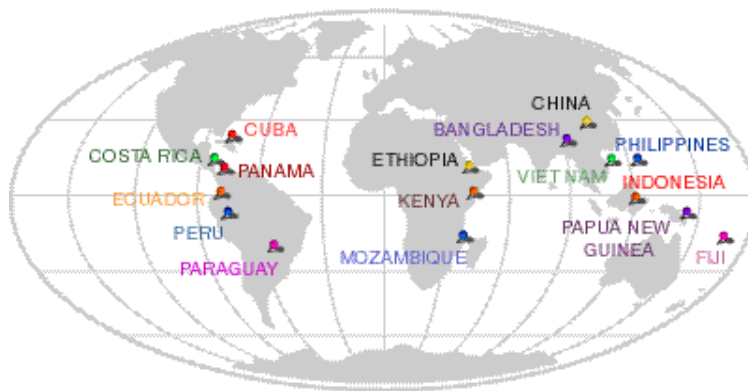 CHINA
CUBA
BANGLADESH
PHILIPPINES
COSTA RICA
ETHIOPIA
PANAMA
VIET NAM
INDONESIA
ECUADOR
KENYA
PERU
PAPUA NEW
GUINEA
MOZAMBIQUE
FIJI
PARAGUAY